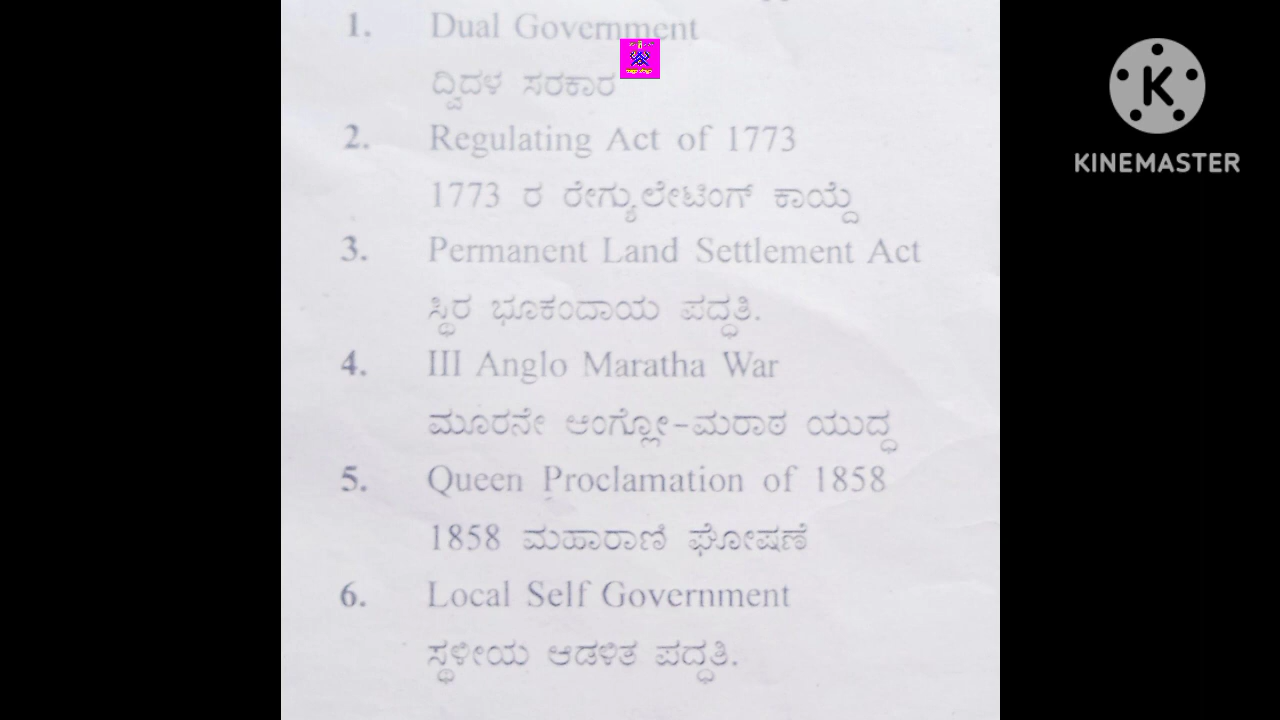 1. Dual Government
ದ್ವಿದಳ ಸರಕಾರ
2. Regulating Act of 1773
1773 ರ ರೇಗ್ಯುಲೇಟಿಂಗ್ ಕಾಯ್ದೆ
3. Permanent Land Settlement Act
ಸ್ಥಿರ ಭೂಕಂದಾಯ ಪದ್ಧತಿ.
4. III Anglo Maratha War
ಮೂರನೇ ಆಂಗ್ಲೋ-ಮರಾಠ ಯುದ್ಧ
5. Queen Proclamation of 1858
1858 ಮಹಾರಾಣಿ ಘೋಷಣೆ
6. Local Self Government
ಸ್ಥಳೀಯ ಆಡಳಿತ ಪದ್ಧತಿ.
K
KINEMASTER